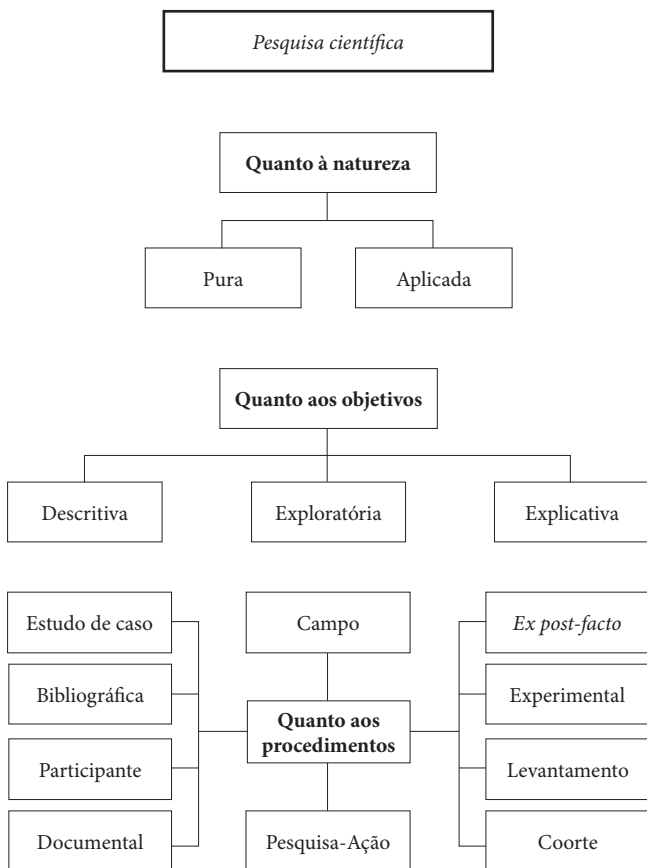 Pesquisa científica
Quanto à natureza
Pura
Aplicada
Quanto aos objetivos
Descritiva
Exploratória
Explicativa
Estudo de caso
Campo
Ex post-facto
Bibliográfica
Experimental
Quanto aos
procedimentos
Participante
Levantamento
Documental
Pesquisa-Ação
Coorte